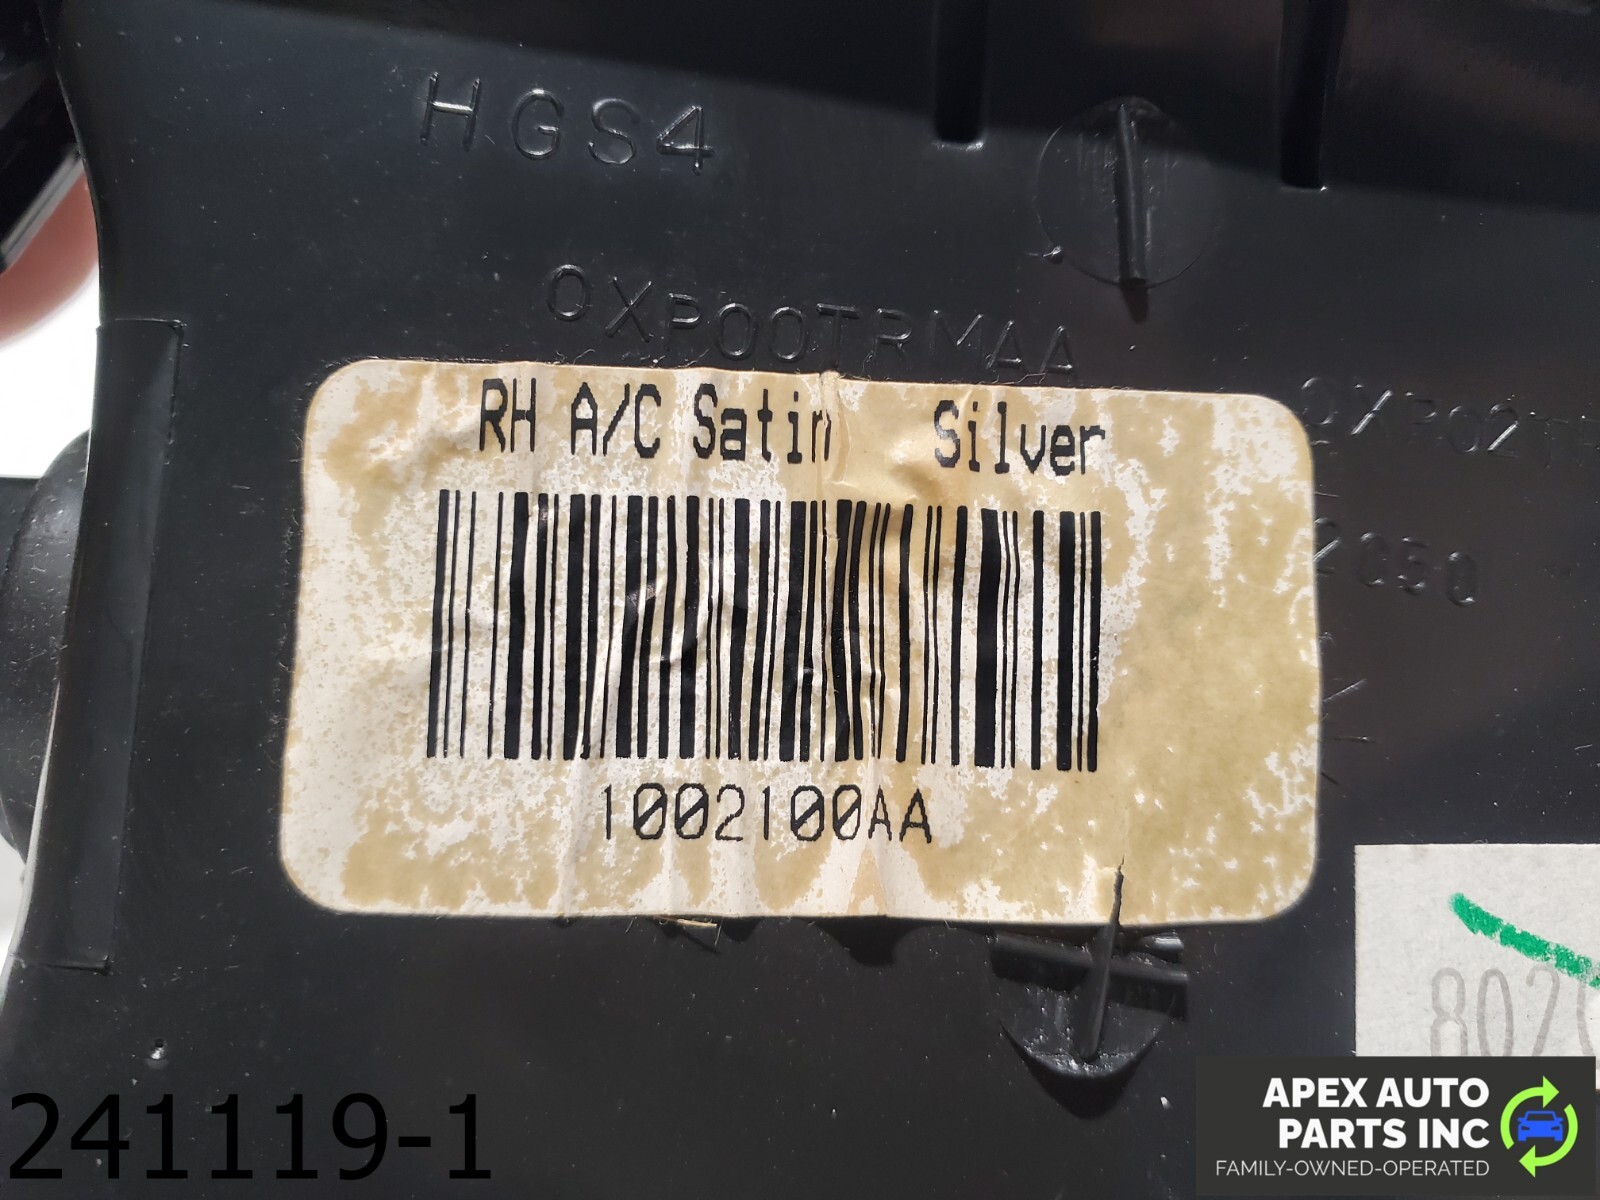 HGS4
0XP00TRMAA
RH A/C Satin Silver
1002100AA
241119-1
APEX AUTO
PARTS INC
FAMILY-OWNED-OPERATED